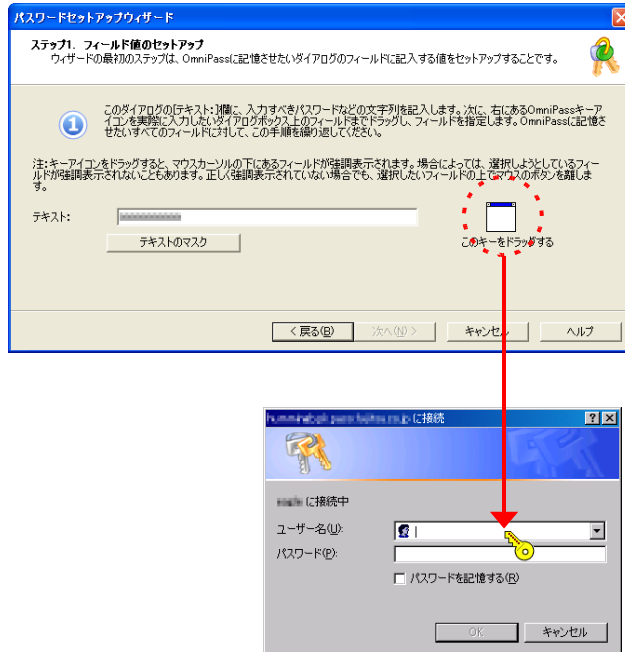 パスワードセットアップウィザード
ステップ1. フィールド値のセットアップ
ウィザードの最初のステップは、OmniPassに記憶させたいダイアログのフィールドに記入する値をセットアップすることです。
このダイアログの[テキスト:]欄に、入力すべきパスワードなどの文字列を記入します。次に、右にあるOmniPassキーア
イコンを実際に入力したいダイアログボックス上のフィールドまでドラッグし、フィールドを指定します。OmniPassに記憶さ
せたいすべてのフィールドに対して、この手順を繰り返してください。
注:キーアイコンをドラッグすると、マウスカーソルの下にあるフィールドが強調表示されます。場合によっては、選択しようとしているフィー
ルドが強調表示されないこともあります。正しく強調表示されていない場合でも、選択したいフィールドの上でマウスのボタンを離しま
す。
テキスト:
テキストのマスク
このキーをドラッグする
< 戻る(B)
次へ(N) >
キャンセル
ヘルプ
に接続
に接続中
ユーザー名(U):
パスワード(P):
パスワードを記憶する(R)
OK
キャンセル